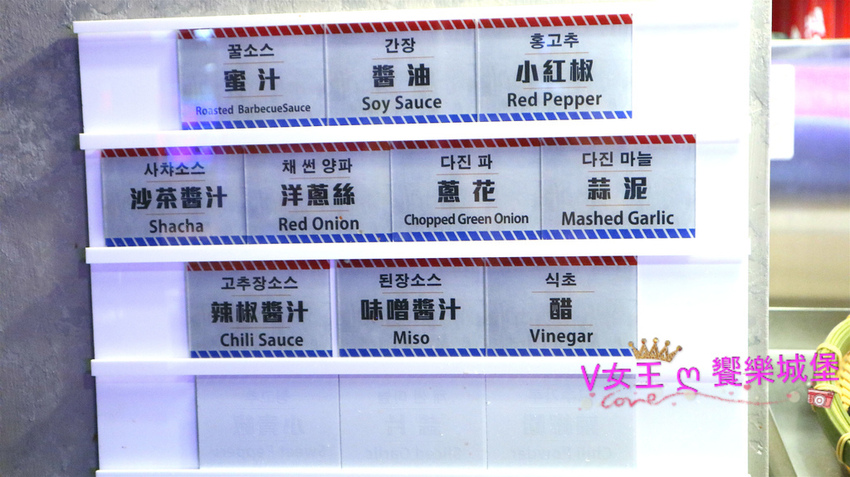 꿀소스
蜜汁
Roasted BarbecueSauce
간장
醬油
Soy Sauce
홍고추
小紅椒
Red Pepper
사챠소스
沙茶醬汁
Shacha
채 썬 양파
洋蔥絲
Red Onion
다진 파
蔥花
Chopped Green Onion
다진 마늘
蒜泥
Mashed Garlic
고추장소스
辣椒醬汁
Chili Sauce
된장소스
味噌醬汁
Miso
식초
醋
Vinegar
V女王ღ饗樂城堡
Love